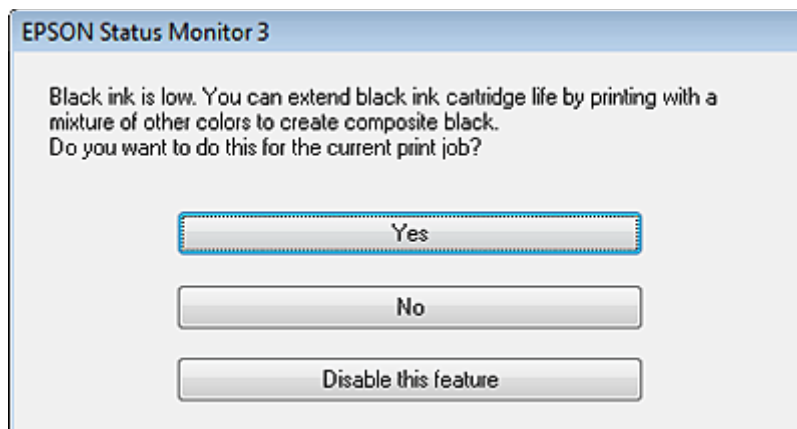 EPSON Status Monitor 3
Black ink is low. You can extend black ink cartridge life by printing with a
mixture of other colors to create composite black.
Do you want to do this for the current print job?
Yes
No
Disable this feature